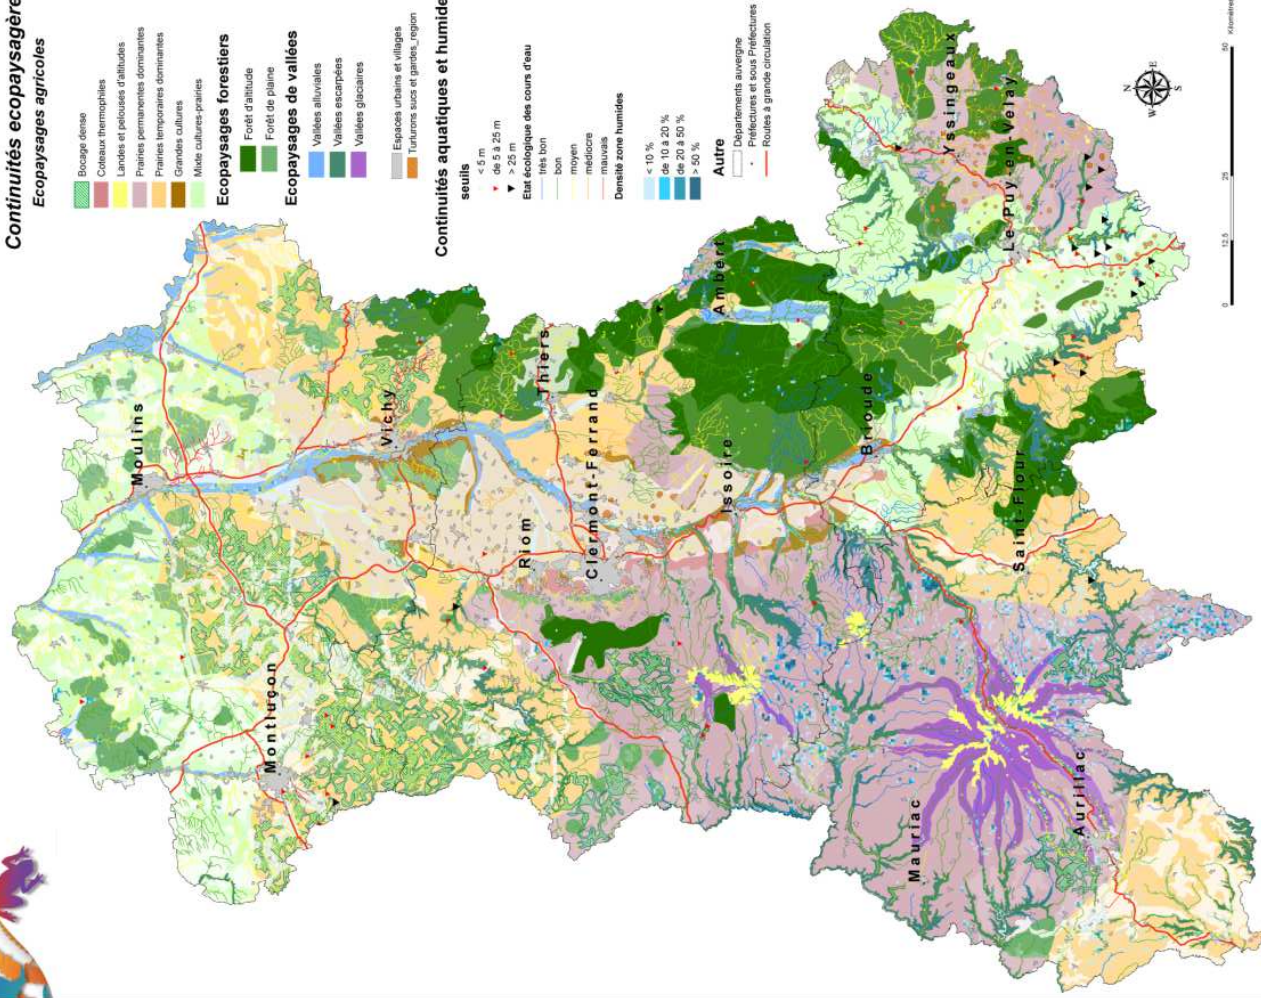 Continuités ecopaysagère
Ecopaysages agricoles
Bocage dense
Coteaux thermophiles
Landes et pelouses d'altitudes
Prairies permanentes dominantes
Prairies temporaires dominantes
Grandes cultures
Mixte cultures-prairies
Ecopaysages forestiers
Forêt d'altitude
Forêt de plaine
Ecopaysages de vallées
Vallées alluviales
Vallées escarpées
Vallées glaciaires
Espaces urbains et villages
Turturons sucs et gardes_region
Continuités aquatiques et humide
seuils
< 5 m
de 5 à 25 m
> 25 m
Etat écologique des cours d'eau
très bon
bon
moyen
médiocre
mauvais
Densité zone humides
< 10 %
de 10 à 20 %
de 20 à 50 %
> 50 %
Autre
Départements auvergne
Préfectures et sous Préfectures
Routes à grande circulation
N
W
E
S
0
12,5
25
50
Kilomètres
Moulins
Montluçon
Vichy
Riom
Thiers
Clermont-Ferrand
Ambert
Issoire
Brioude
Yssingeaux
Le Puy en Velay
Saint-Flour
Mauriac
Aurillac